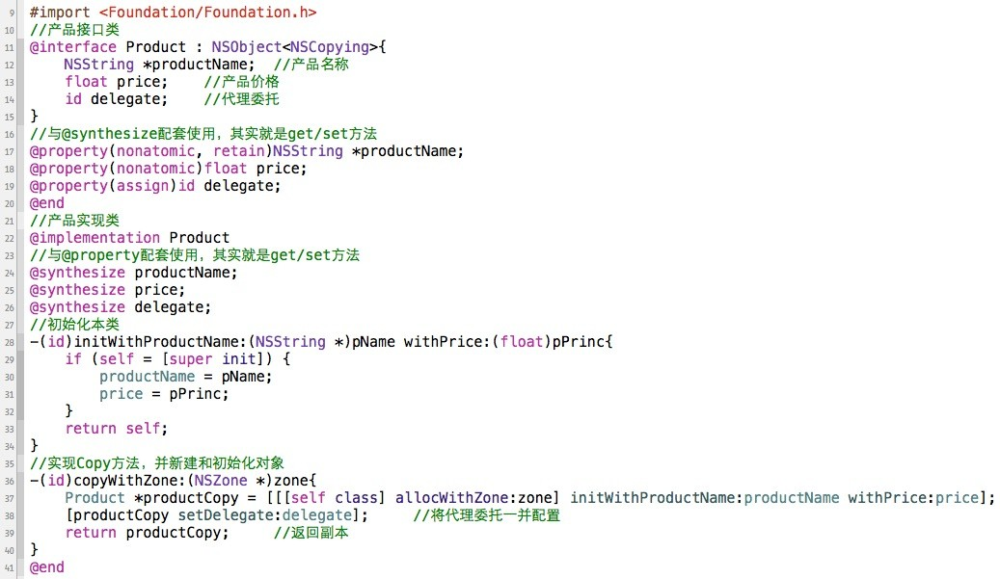 9 #import <Foundation/Foundation.h>
10 //产品接口类
11 @interface Product : NSObject<NSCopying>{
12     NSString *productName;  //产品名称
13     float price;    //产品价格
14     id delegate;    //代理委托
15 }
16 //与@synthesize配套使用，其实就是get/set方法
17 @property(nonatomic, retain)NSString *productName;
18 @property(nonatomic)float price;
19 @property(assign)id delegate;
20 @end
21 //产品实现类
22 @implementation Product
23 //与@property配套使用，其实就是get/set方法
24 @synthesize productName;
25 @synthesize price;
26 @synthesize delegate;
27 //初始化本类
28 -(id)initWithProductName:(NSString *)pName withPrice:(float)pPrinc{
29     if (self = [super init]) {
30         productName = pName;
31         price = pPrinc;
32     }
33     return self;
34 }
35 //实现Copy方法，并新建和初始化对象
36 -(id)copyWithZone:(NSZone *)zone{
37     Product *productCopy = [[[self class] allocWithZone:zone] initWithProductName:productName withPrice:price];
38     [productCopy setDelegate:delegate];     //将代理委托一并配置
39     return productCopy;     //返回副本
40 }
41 @end